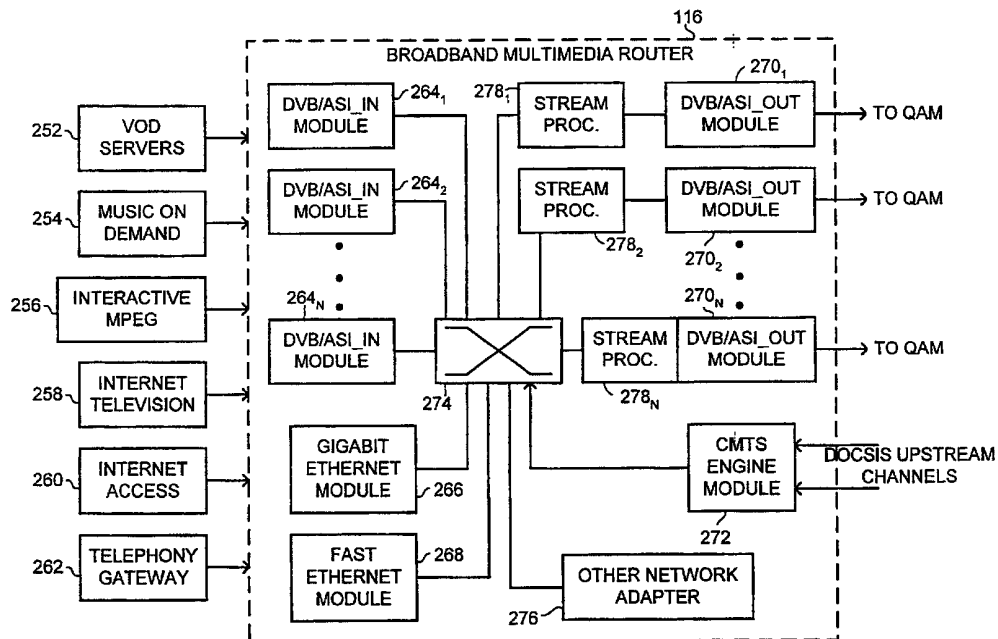 116
BROADBAND MULTIMEDIA ROUTER
252
VOD
SERVERS
254
MUSIC ON
DEMAND
256
INTERACTIVE
MPEG
258
INTERNET
TELEVISION
260
INTERNET
ACCESS
262
TELEPHONY
GATEWAY
DVB/ASI_IN
MODULE
264₁
DVB/ASI_IN
MODULE
264₂
264N
DVB/ASI_IN
MODULE
274
GIGABIT
ETHERNET
MODULE
266
FAST
ETHERNET
MODULE
268
278₁
STREAM
PROC.
270₁
DVB/ASI_OUT
MODULE
TO QAM
STREAM
PROC.
278₂
DVB/ASI_OUT
MODULE
270₂
TO QAM
STREAM
PROC.
278N
270N
DVB/ASI_OUT
MODULE
TO QAM
CMTS
ENGINE
MODULE
272
DOCSIS UPSTREAM
CHANNELS
OTHER NETWORK
ADAPTER
276